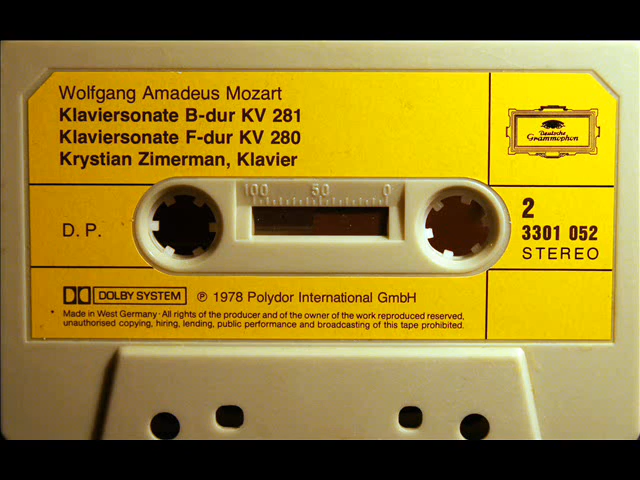 Wolfgang Amadeus Mozart
Klaviersonate B-dur KV 281
Klaviersonate F-dur KV 280
Krystian Zimerman, Klavier
Deutsche
Grammophon
100 50 0
D. P.
2
3301 052
STEREO
DOLBY SYSTEM ℗ 1978 Polydor International GmbH
Made in West Germany · All rights of the producer and of the owner of the work reproduced reserved,
unauthorised copying, hiring, lending, public performance and broadcasting of this tape prohibited.